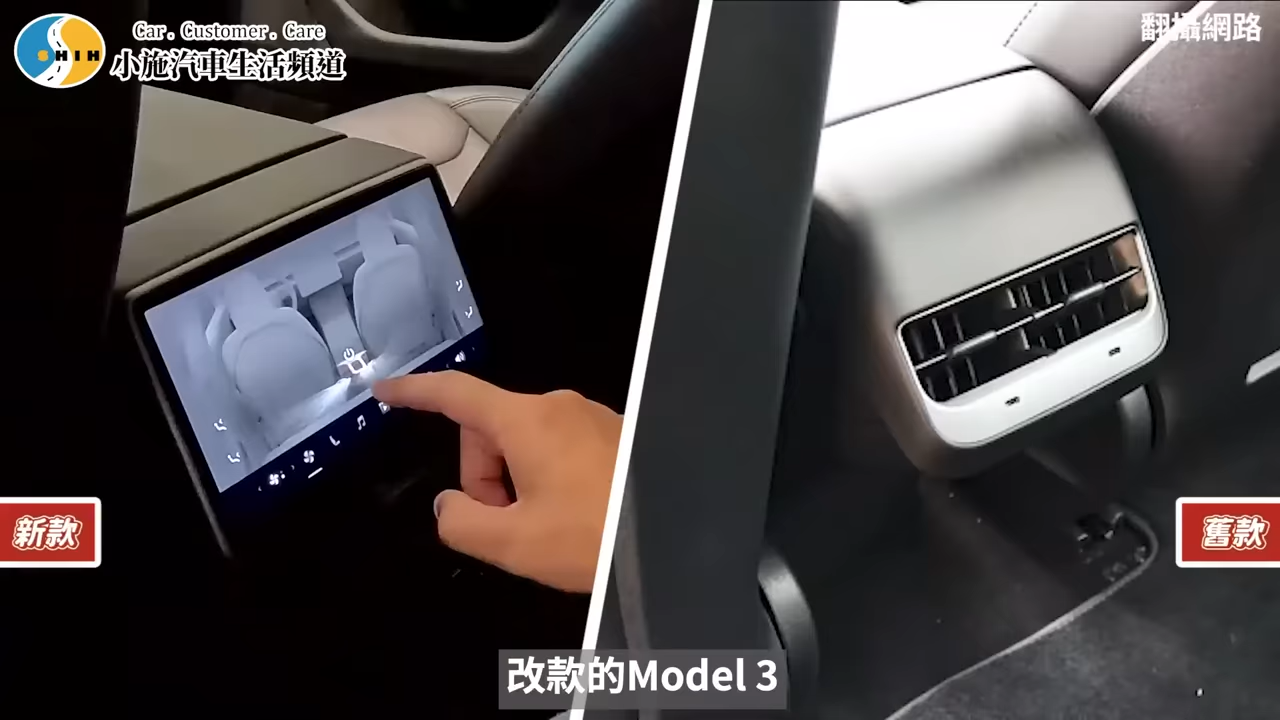 SHIH
Car. Customer. Care
小施汽車生活頻道
翻攝網路
新款
舊款
改款的Model 3